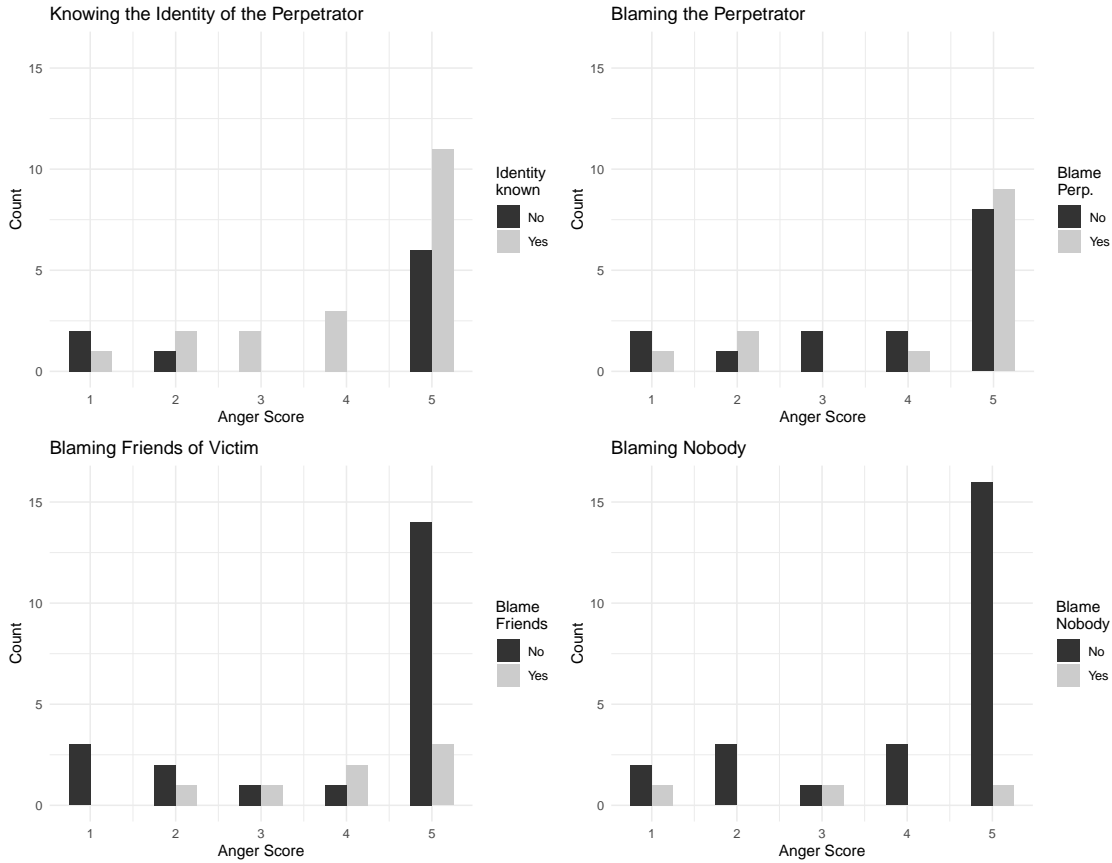 Knowing the Identity of the Perpetrator
15
10
5
0
Count
1 2 3 4 5
Anger Score
Identity
known
No
Yes
Blaming the Perpetrator
15
10
5
0
Count
1 2 3 4 5
Anger Score
Blame
Perp.
No
Yes
Blaming Friends of Victim
15
10
5
0
Count
1 2 3 4 5
Anger Score
Blame
Friends
No
Yes
Blaming Nobody
15
10
5
0
Count
1 2 3 4 5
Anger Score
Blame
Nobody
No
Yes